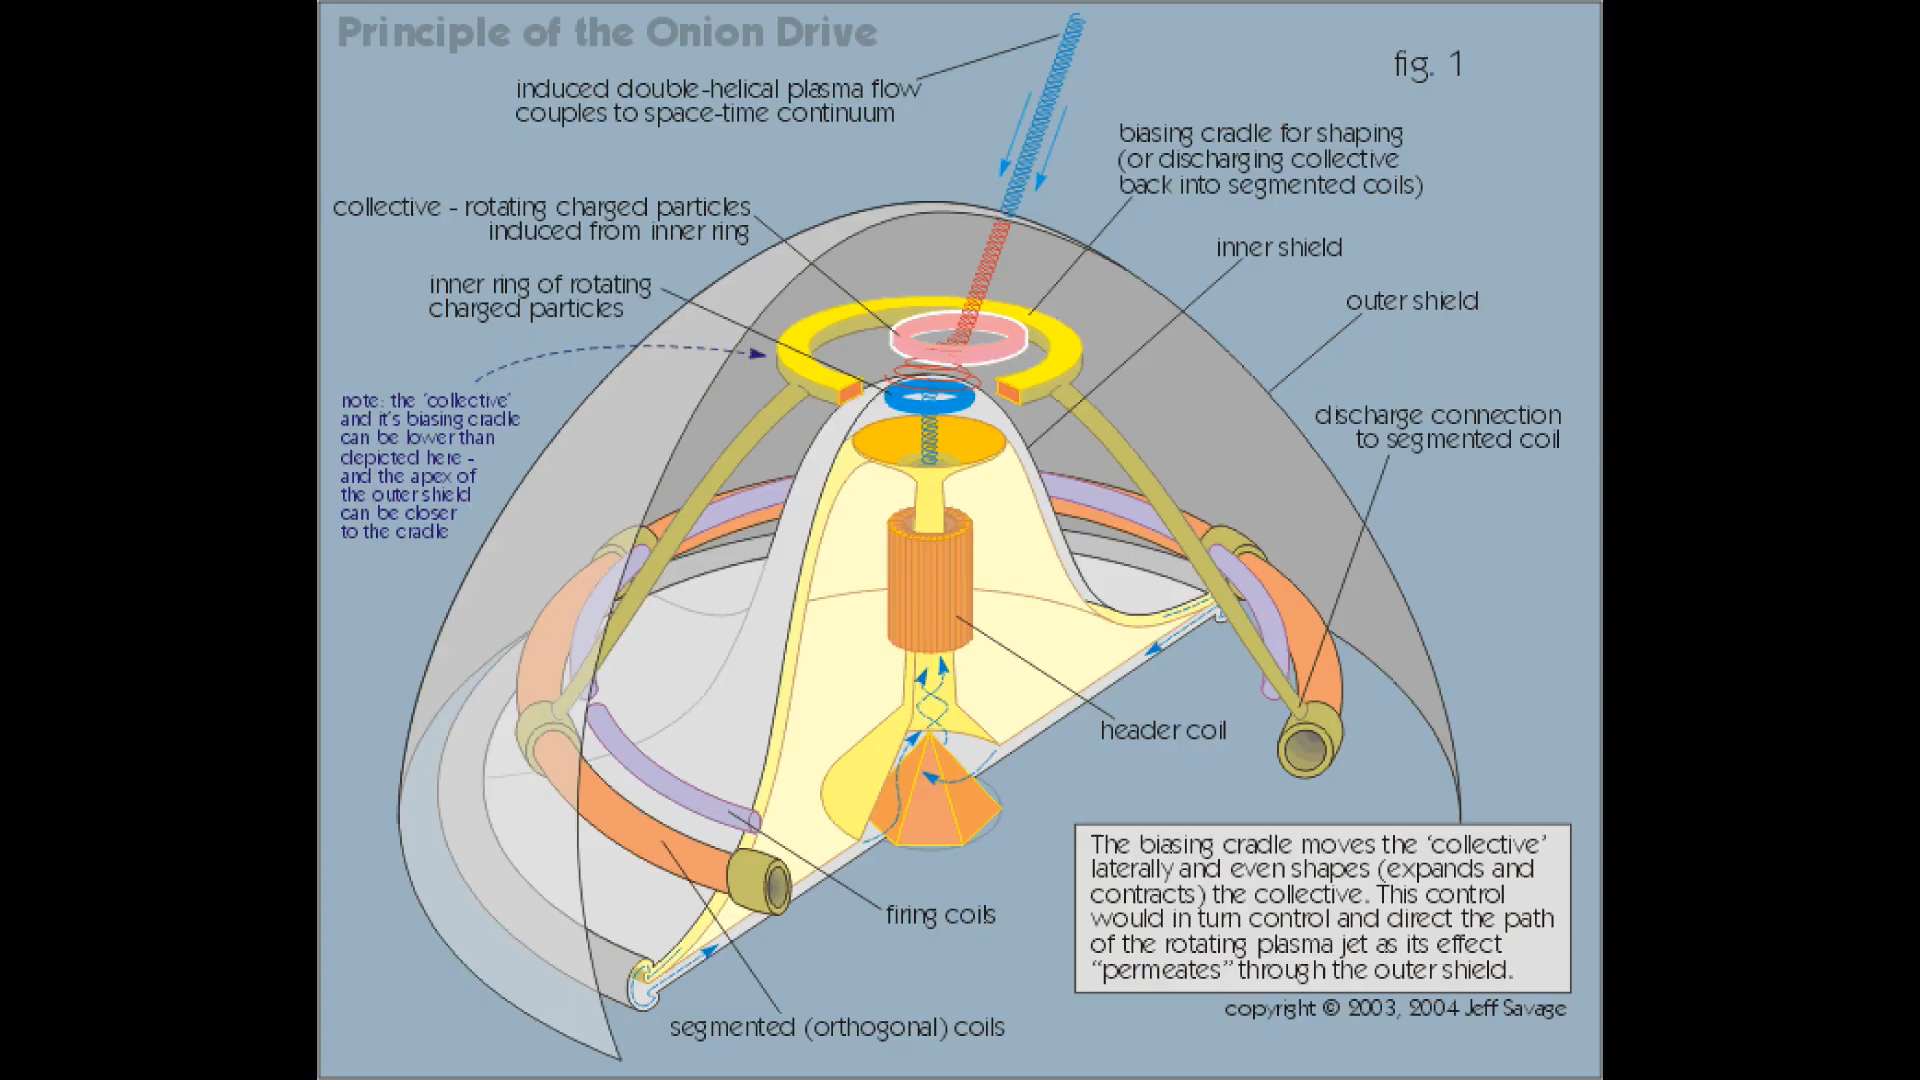 Principle of the Onion Drive
fig. 1
induced double-helical plasma flow
couples to space-time continuum
biasing cradle for shaping
(or discharging collective
back into segmented coils)
collective - rotating charged particles
induced from inner ring
inner shield
inner ring of rotating
charged particles
outer shield
note: the 'collective'
and it's biasing cradle
can be lower than
depicted here -
and the apex of
the outer shield
can be closer
to the cradle
discharge connection
to segmented coil
header coil
firing coils
segmented (orthogonal) coils
The biasing cradle moves the 'collective'
laterally and even shapes (expands and
contracts) the collective. This control
would in turn control and direct the path
of the rotating plasma jet as its effect
"permeates" through the outer shield.
copyright © 2003, 2004 Jeff Savage